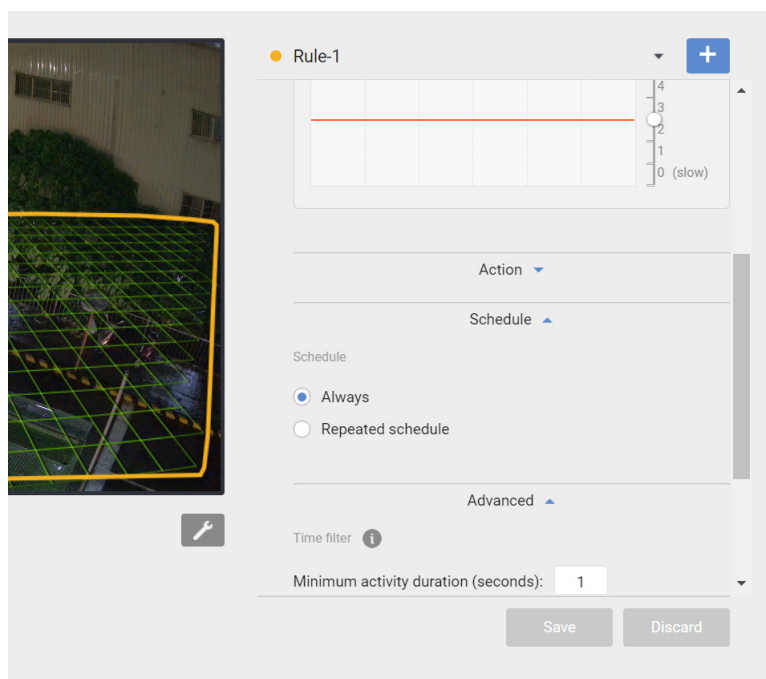 Rule-1
+
4
3
2
1
0 (slow)
Action
Schedule
Schedule
Always
Repeated schedule
Advanced
Time filter i
Minimum activity duration (seconds): 1
Save Discard